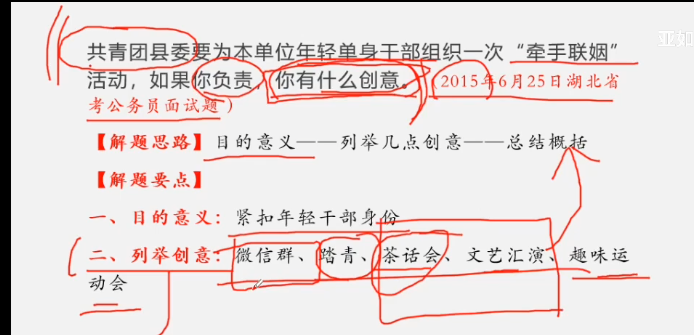 共青团县委要为本单位年轻单身干部组织一次“牵手联姻”
活动，如果你负责，你有什么创意。（2015年6月25日湖北省
考公务员面试题）
【解题思路】目的意义——列举几点创意——总结概括
【解题要点】
一、目的意义：紧扣年轻干部身份
二、列举创意：微信群、踏青、茶话会、文艺汇演、趣味运
动会